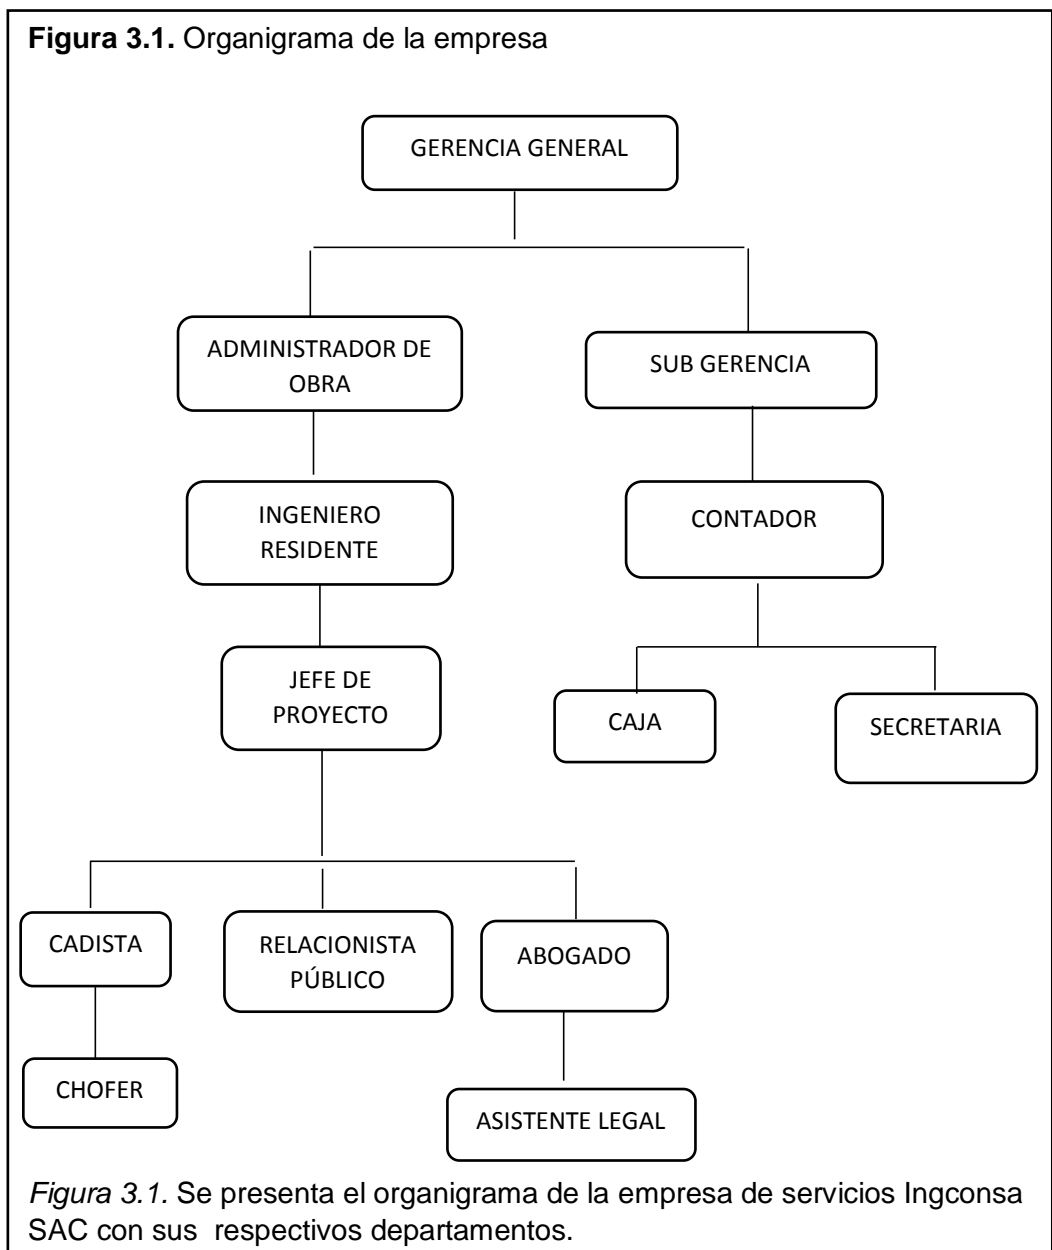 Figura 3.1. Organigrama de la empresa
GERENCIA GENERAL
ADMINISTRADOR DE
OBRA
SUB GERENCIA
INGENIERO
RESIDENTE
CONTADOR
JEFE DE
PROYECTO
CAJA
SECRETARIA
CADISTA
RELACIONISTA
PÚBLICO
ABOGADO
CHOFER
ASISTENTE LEGAL
Figura 3.1. Se presenta el organigrama de la empresa de servicios Ingconsa
SAC con sus respectivos departamentos.